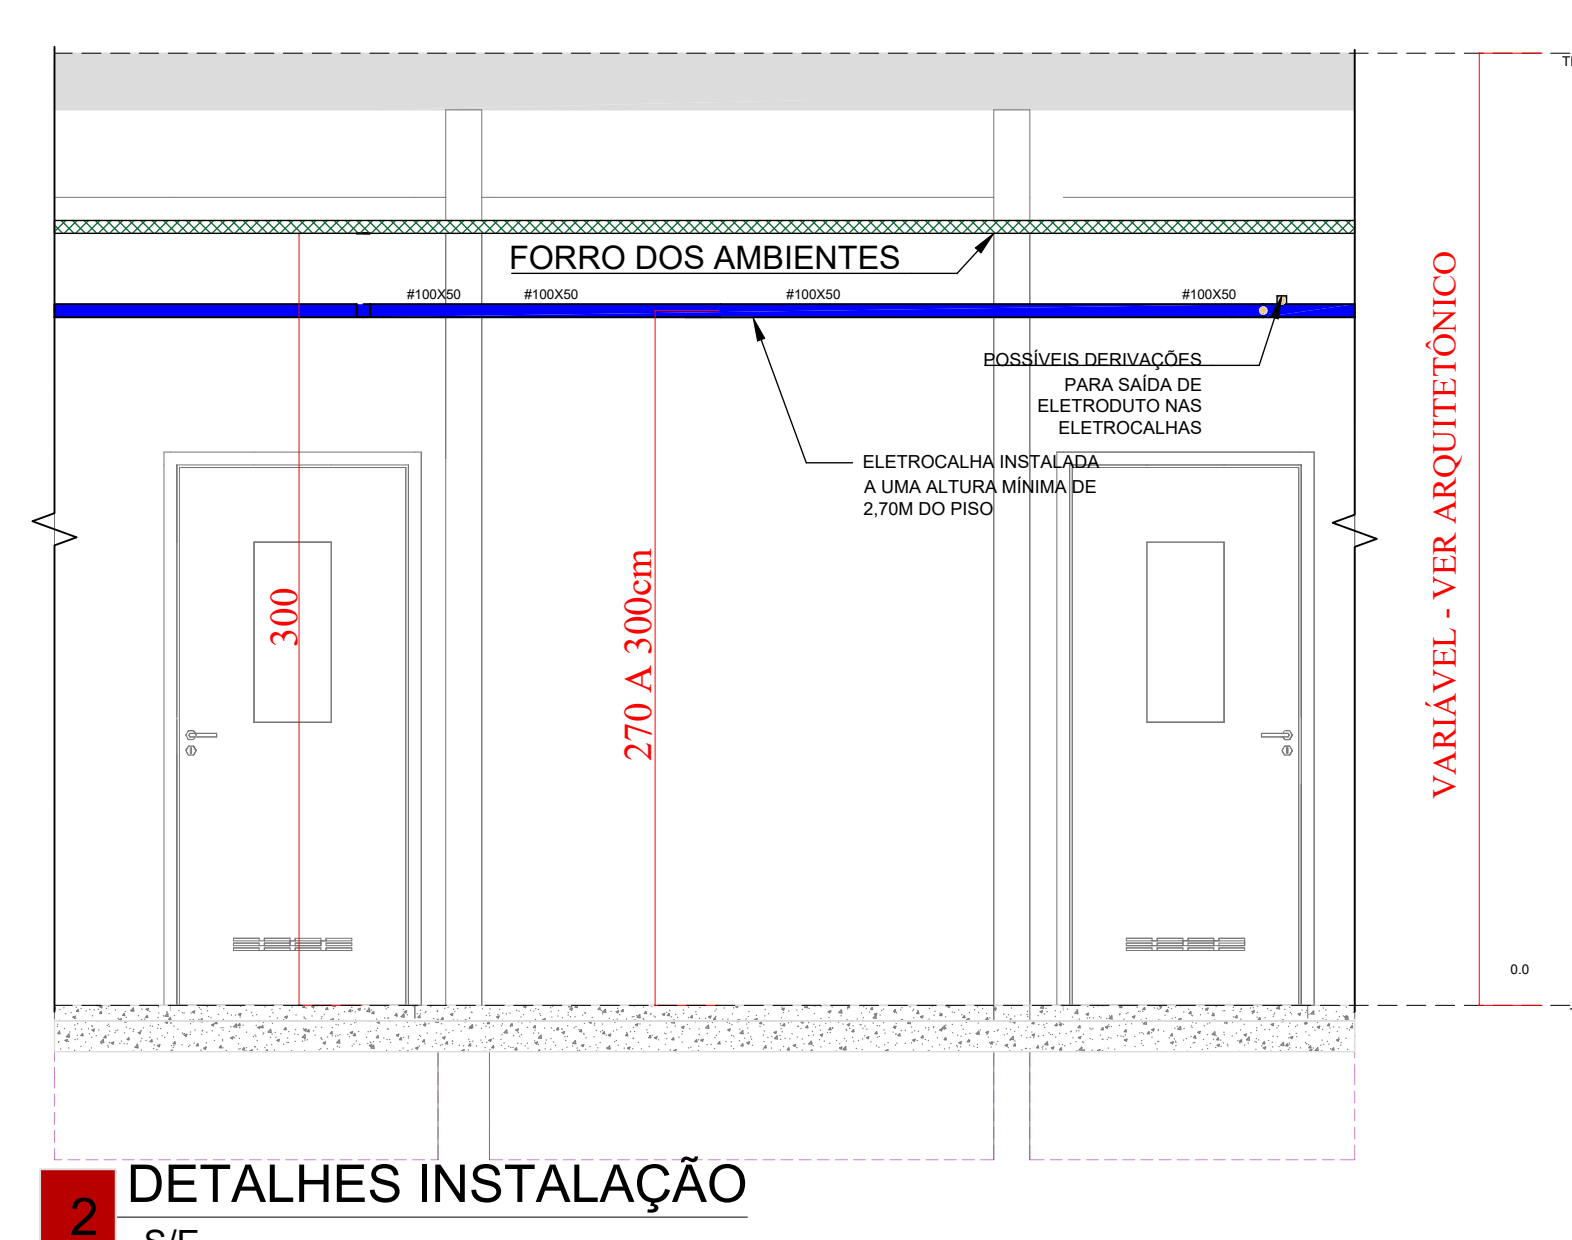 FORRO DOS AMBIENTES
#100X50 #100X50 #100X50 #100X50
POSSÍVEIS DERIVAÇÕES
PARA SAÍDA DE
ELETRODUTO NAS
ELETROCALHAS
ELETROCALHA INSTALADA
A UMA ALTURA MÍNIMA DE
2,70M DO PISO
300
270 A 300cm
VARIÁVEL - VER ARQUITETÔNICO
0.0
2
DETALHES INSTALAÇÃO